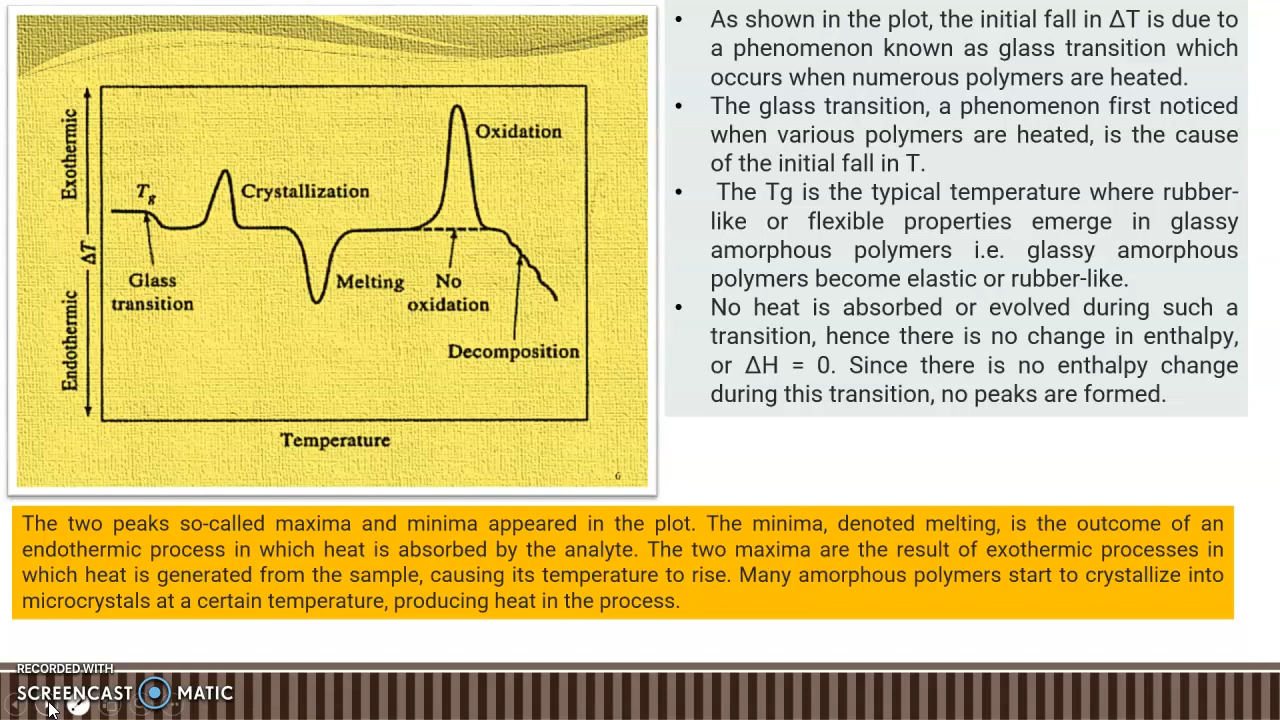 Exothermic
ΔT
Endothermic
Tg
Crystallization
Oxidation
Glass
transition
Melting
No
oxidation
Decomposition
Temperature
6
• As shown in the plot, the initial fall in ΔT is due to
a phenomenon known as glass transition which
occurs when numerous polymers are heated.
• The glass transition, a phenomenon first noticed
when various polymers are heated, is the cause
of the initial fall in T.
• The Tg is the typical temperature where rubber-
like or flexible properties emerge in glassy
amorphous polymers i.e. glassy amorphous
polymers become elastic or rubber-like.
• No heat is absorbed or evolved during such a
transition, hence there is no change in enthalpy,
or ΔH = 0. Since there is no enthalpy change
during this transition, no peaks are formed.
The two peaks so-called maxima and minima appeared in the plot. The minima, denoted melting, is the outcome of an
endothermic process in which heat is absorbed by the analyte. The two maxima are the result of exothermic processes in
which heat is generated from the sample, causing its temperature to rise. Many amorphous polymers start to crystallize into
microcrystals at a certain temperature, producing heat in the process.
RECORDED WITH
SCREENCAST MATIC